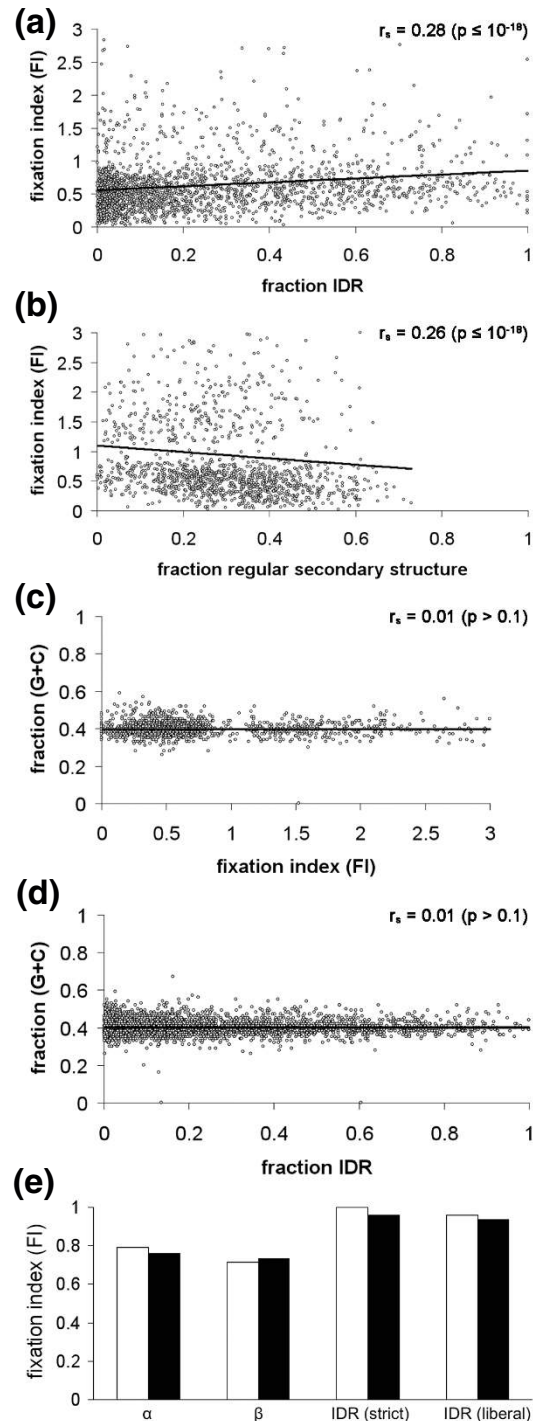 (a)
r_s = 0.28 (p ≤ 10⁻¹⁸)
fixation index (FI)
3
2.5
2
1.5
1
0.5
0
0 0.2 0.4 0.6 0.8 1
fraction IDR
(b)
r_s = 0.26 (p ≤ 10⁻¹⁸)
fixation index (FI)
3
2.5
2
1.5
1
0.5
0
0 0.2 0.4 0.6 0.8 1
fraction regular secondary structure
(c)
r_s = 0.01 (p > 0.1)
fraction (G+C)
1
0.8
0.6
0.4
0.2
0
0 0.5 1 1.5 2 2.5 3
fixation index (FI)
(d)
r_s = 0.01 (p > 0.1)
fraction (G+C)
1
0.8
0.6
0.4
0.2
0
0 0.2 0.4 0.6 0.8 1
fraction IDR
(e)
fixation index (FI)
1
0.8
0.6
0.4
0.2
0
α β IDR (strict) IDR (liberal)